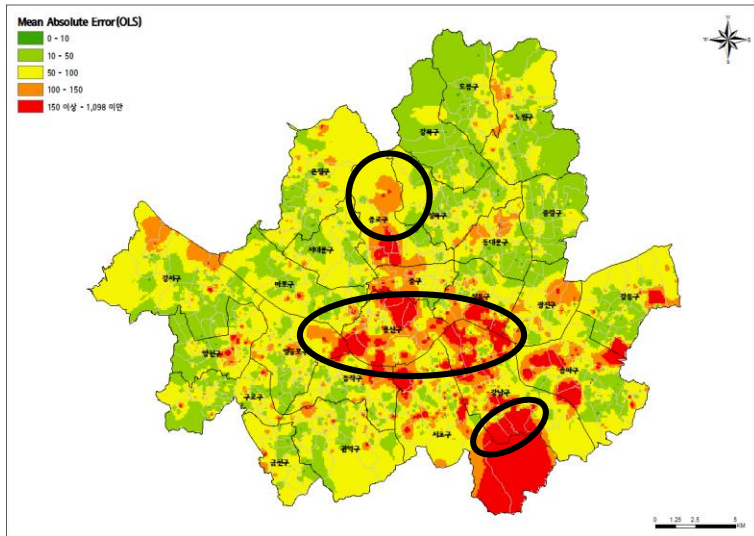 Mean Absolute Error(OLS)
0 - 10
10 - 50
50 - 100
100 - 150
150 이상 - 1,098 미만
도봉구
노원구
강북구
은평구
종로구
성북구
중랑구
동대문구
서대문구
중구
강서구
마포구
성동구
광진구
강동구
용산구
양천구
영등포구
동작구
송파구
강남구
구로구
서초구
관악구
금천구
0 1.25 2.5 5
KM